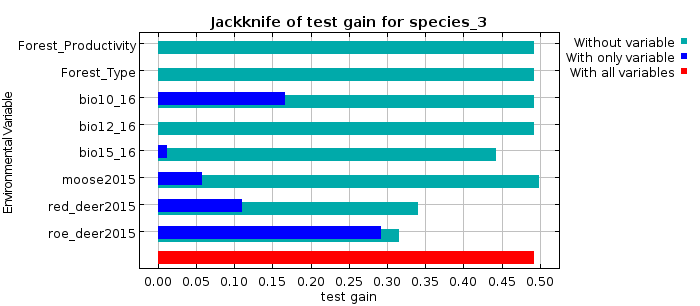 Jackknife of test gain for species_3
Environmental Variable
Forest_Productivity
Forest_Type
bio10_16
bio12_16
bio15_16
moose2015
red_deer2015
roe_deer2015
0.00 0.05 0.10 0.15 0.20 0.25 0.30 0.35 0.40 0.45 0.50
test gain
Without variable
With only variable
With all variables